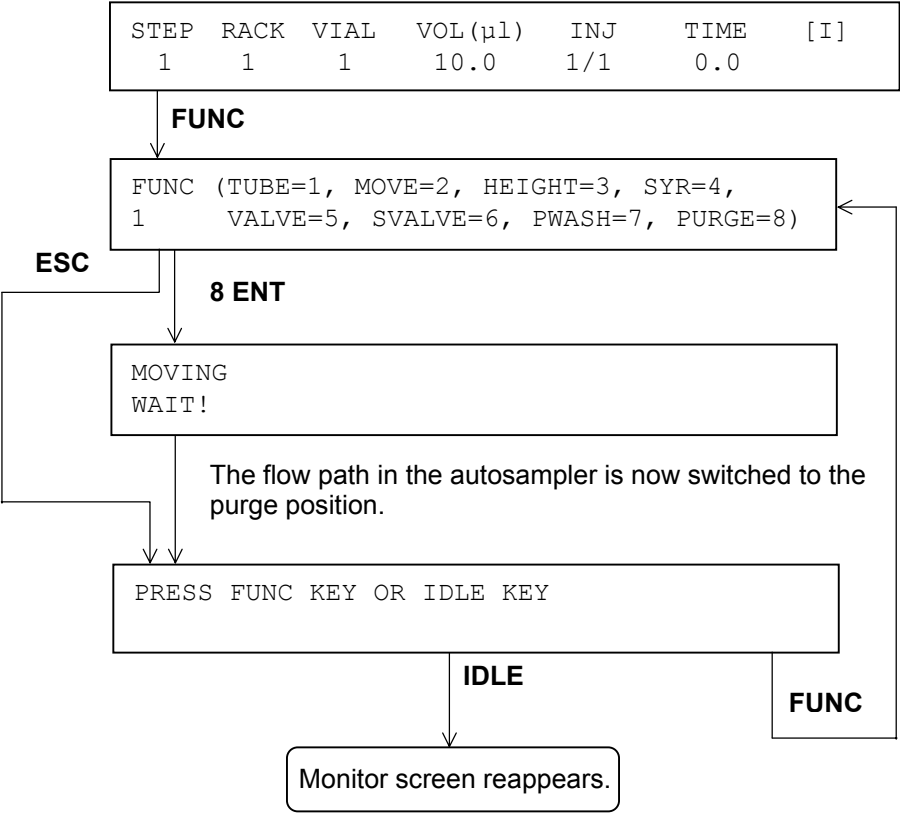 STEP RACK VIAL VOL(µl) INJ TIME [I]
1 1 1 10.0 1/1 0.0
FUNC
FUNC (TUBE=1, MOVE=2, HEIGHT=3, SYR=4,
1 VALVE=5, SVALVE=6, PWASH=7, PURGE=8)
ESC
8 ENT
MOVING
WAIT!
The flow path in the autosampler is now switched to the
purge position.
PRESS FUNC KEY OR IDLE KEY
IDLE
FUNC
Monitor screen reappears.